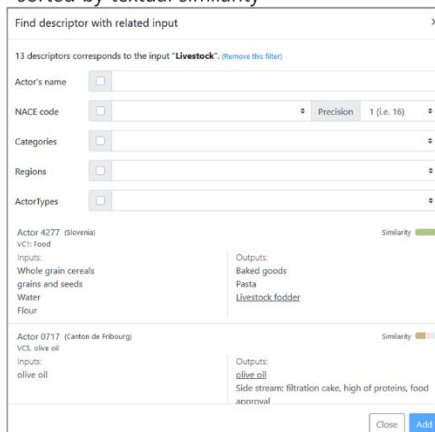 sorted by textual similarity
Find descriptor with related input
13 descriptors corresponds to the input "Livestock". (Remove this filter)
Actor's name
NACE code Precision 1 (i.e. 16)
Categories
Regions
ActorTypes
Actor 4277 (Slovenia) Similarity
VC1: Food
Inputs: Outputs:
Whole grain cereals Baked goods
grains and seeds Pasta
Water Livestock fodder
Flour
Actor 0717 (Canton de Fribourg) Similarity
VC5, olive oil
Inputs: Outputs:
olive oil olive oil
Side stream: filtration cake, high of proteins, food
approval
Close Add